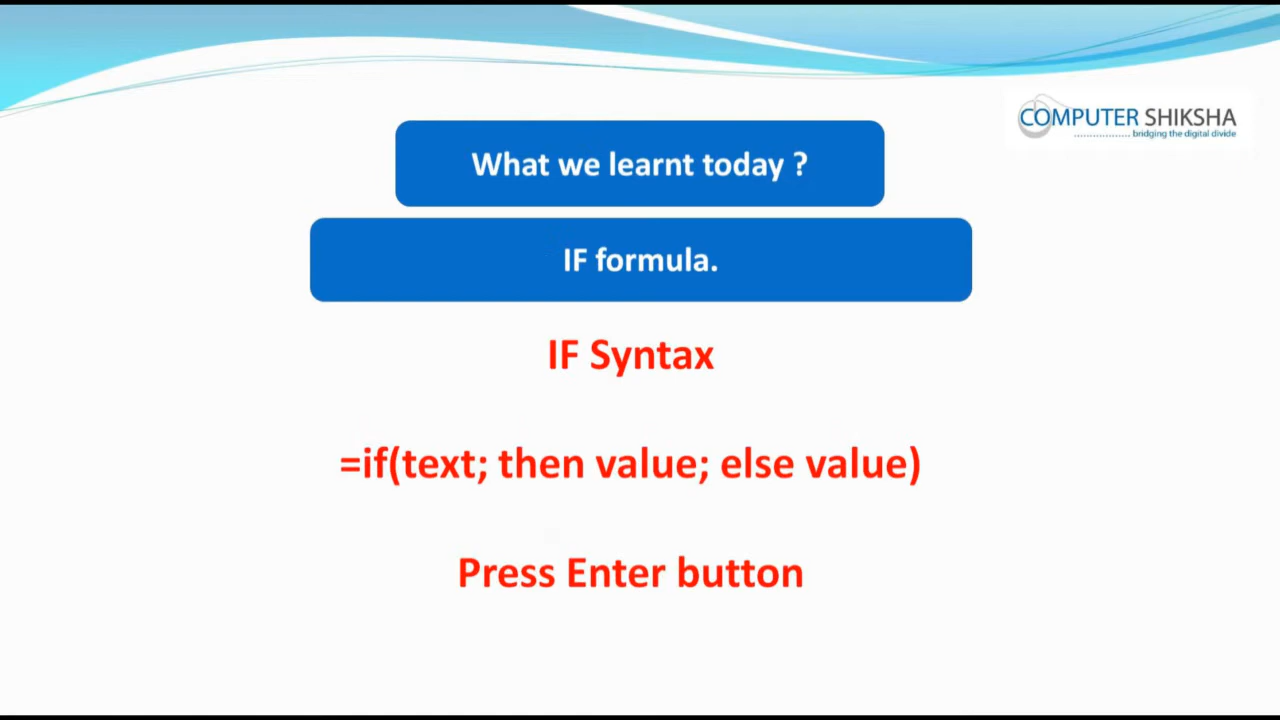 COMPUTER SHIKSHA
bridging the digital divide
What we learnt today ?
IF formula.
IF Syntax
=if(text; then value; else value)
Press Enter button